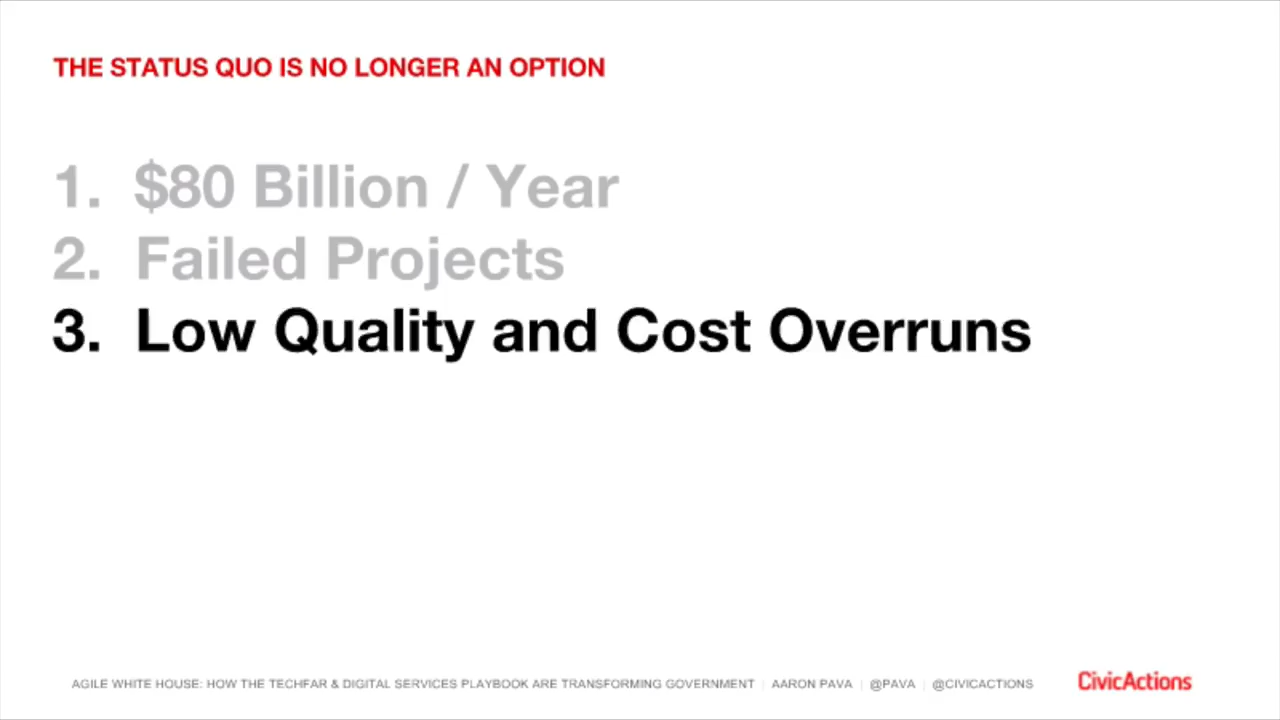 THE STATUS QUO IS NO LONGER AN OPTION
1. $80 Billion / Year
2. Failed Projects
3. Low Quality and Cost Overruns
AGILE WHITE HOUSE: HOW THE TECHFAR & DIGITAL SERVICES PLAYBOOK ARE TRANSFORMING GOVERNMENT | AARON PAVA | @PAVA | @CIVICACTIONS CivicActions